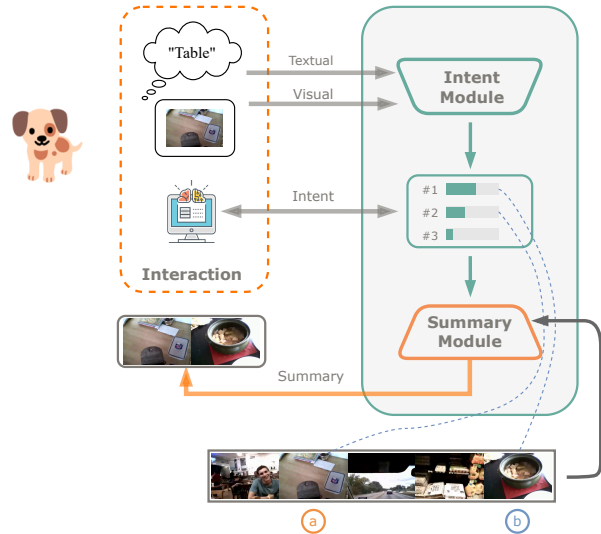 "Table"
Textual
Visual
Intent
Module
Intent
#1
#2
#3
Interaction
Summary
Module
Summary
a
b